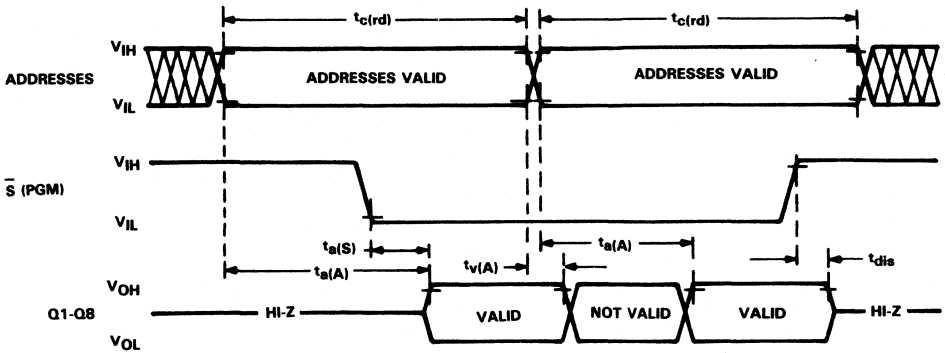 tc(rd) tc(rd)
VIH
ADDRESSES ADDRESSES VALID ADDRESSES VALID
VIL
VIH
S̅ (PGM)
VIL
ta(S) ta(A)
ta(A) tv(A) tdis
VOH
Q1-Q8 HI-Z VALID NOT VALID VALID HI-Z
VOL